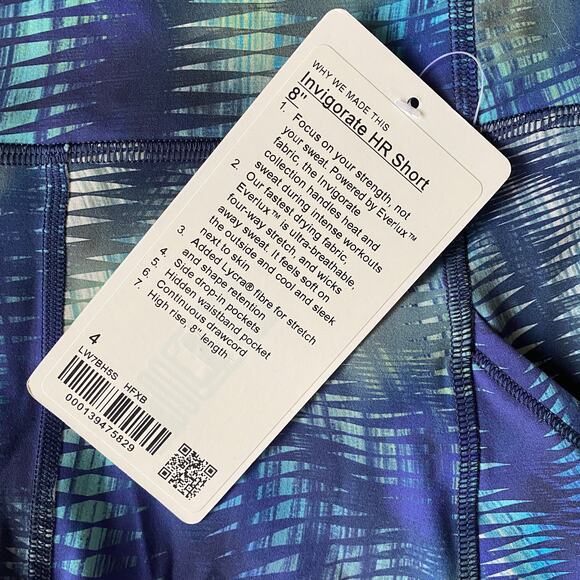 WHY WE MADE THIS
Invigorate HR Short
8"
1. Focus on your strength, not
your sweat. Powered by Everlux™
fabric, the Invigorate
collection handles heat and
sweat during intense workouts
2. Our fastest drying fabric,
Everlux™ is ultra-breathable,
four-way stretch, and wicks
away sweat. It feels soft on
the outside and cool and sleek
next to skin
3. Added Lycra® fibre for stretch
and shape retention
4. Side drop-in pockets
5. Hidden waistband pocket
6. Continuous drawcord
7. High rise, 8" length
4
LW7BH5S HFXB
000139475829